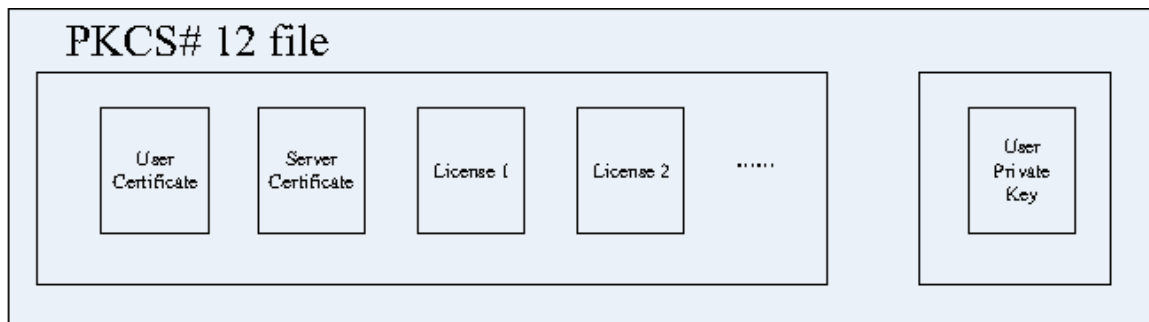 PKCS# 12 file
User
Certificate
Server
Certificate
License 1
License 2
......
User
Private
Key